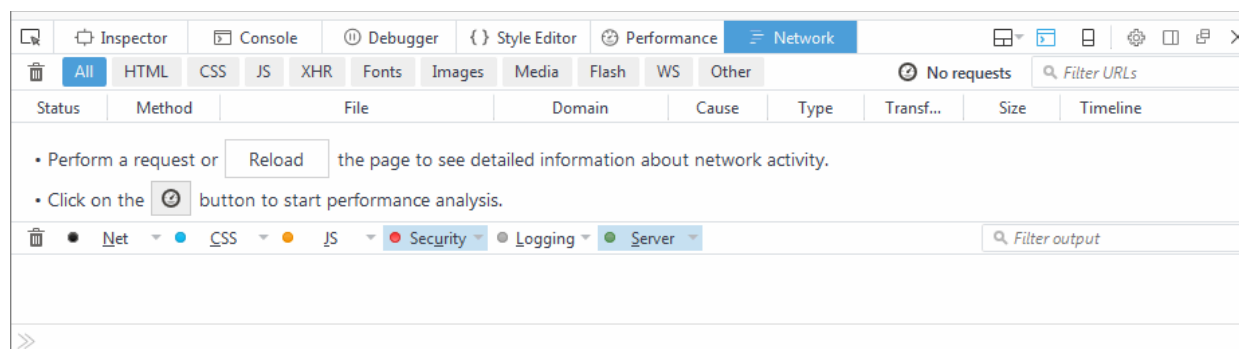 Inspector Console Debugger { } Style Editor Performance Network
All HTML CSS JS XHR Fonts Images Media Flash WS Other No requests Filter URLs
Status Method File Domain Cause Type Transf... Size Timeline
• Perform a request or Reload the page to see detailed information about network activity.
• Click on the button to start performance analysis.
Net CSS JS Security Logging Server Filter output